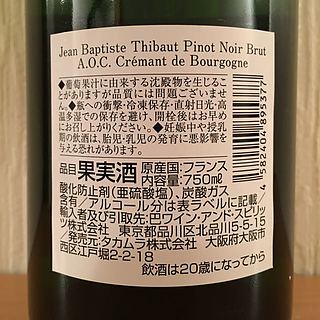 Jean Baptiste Thibaut Pinot Noir Brut
A.O.C. Crémant de Bourgogne
◆葡萄果汁に由来する沈殿物を生じるこ
とがありますが品質には問題ございませ
ん。◆瓶への衝撃・冷凍保存・直射日光・高
温多湿での保存を避け、開栓後はお早め
にお召し上がりください。◆妊娠中や授乳
期の飲酒は、胎児・乳児の発育に悪影響を
与える恐れがあります。
品目 果実酒 原産国:フランス
内容量:750㎖
酸化防止剤(亜硫酸塩)、炭酸ガス
含有/アルコール分は表ラベルに記載/
輸入者及び引取先:巴ワイン・アンド・スピリッ
ツ株式会社 東京都品川区北品川5-5-15
/発売元:タカムラ株式会社 大阪府大阪市
西区江戸堀2-2-18
飲酒は20歳になってから
4 582404 895377